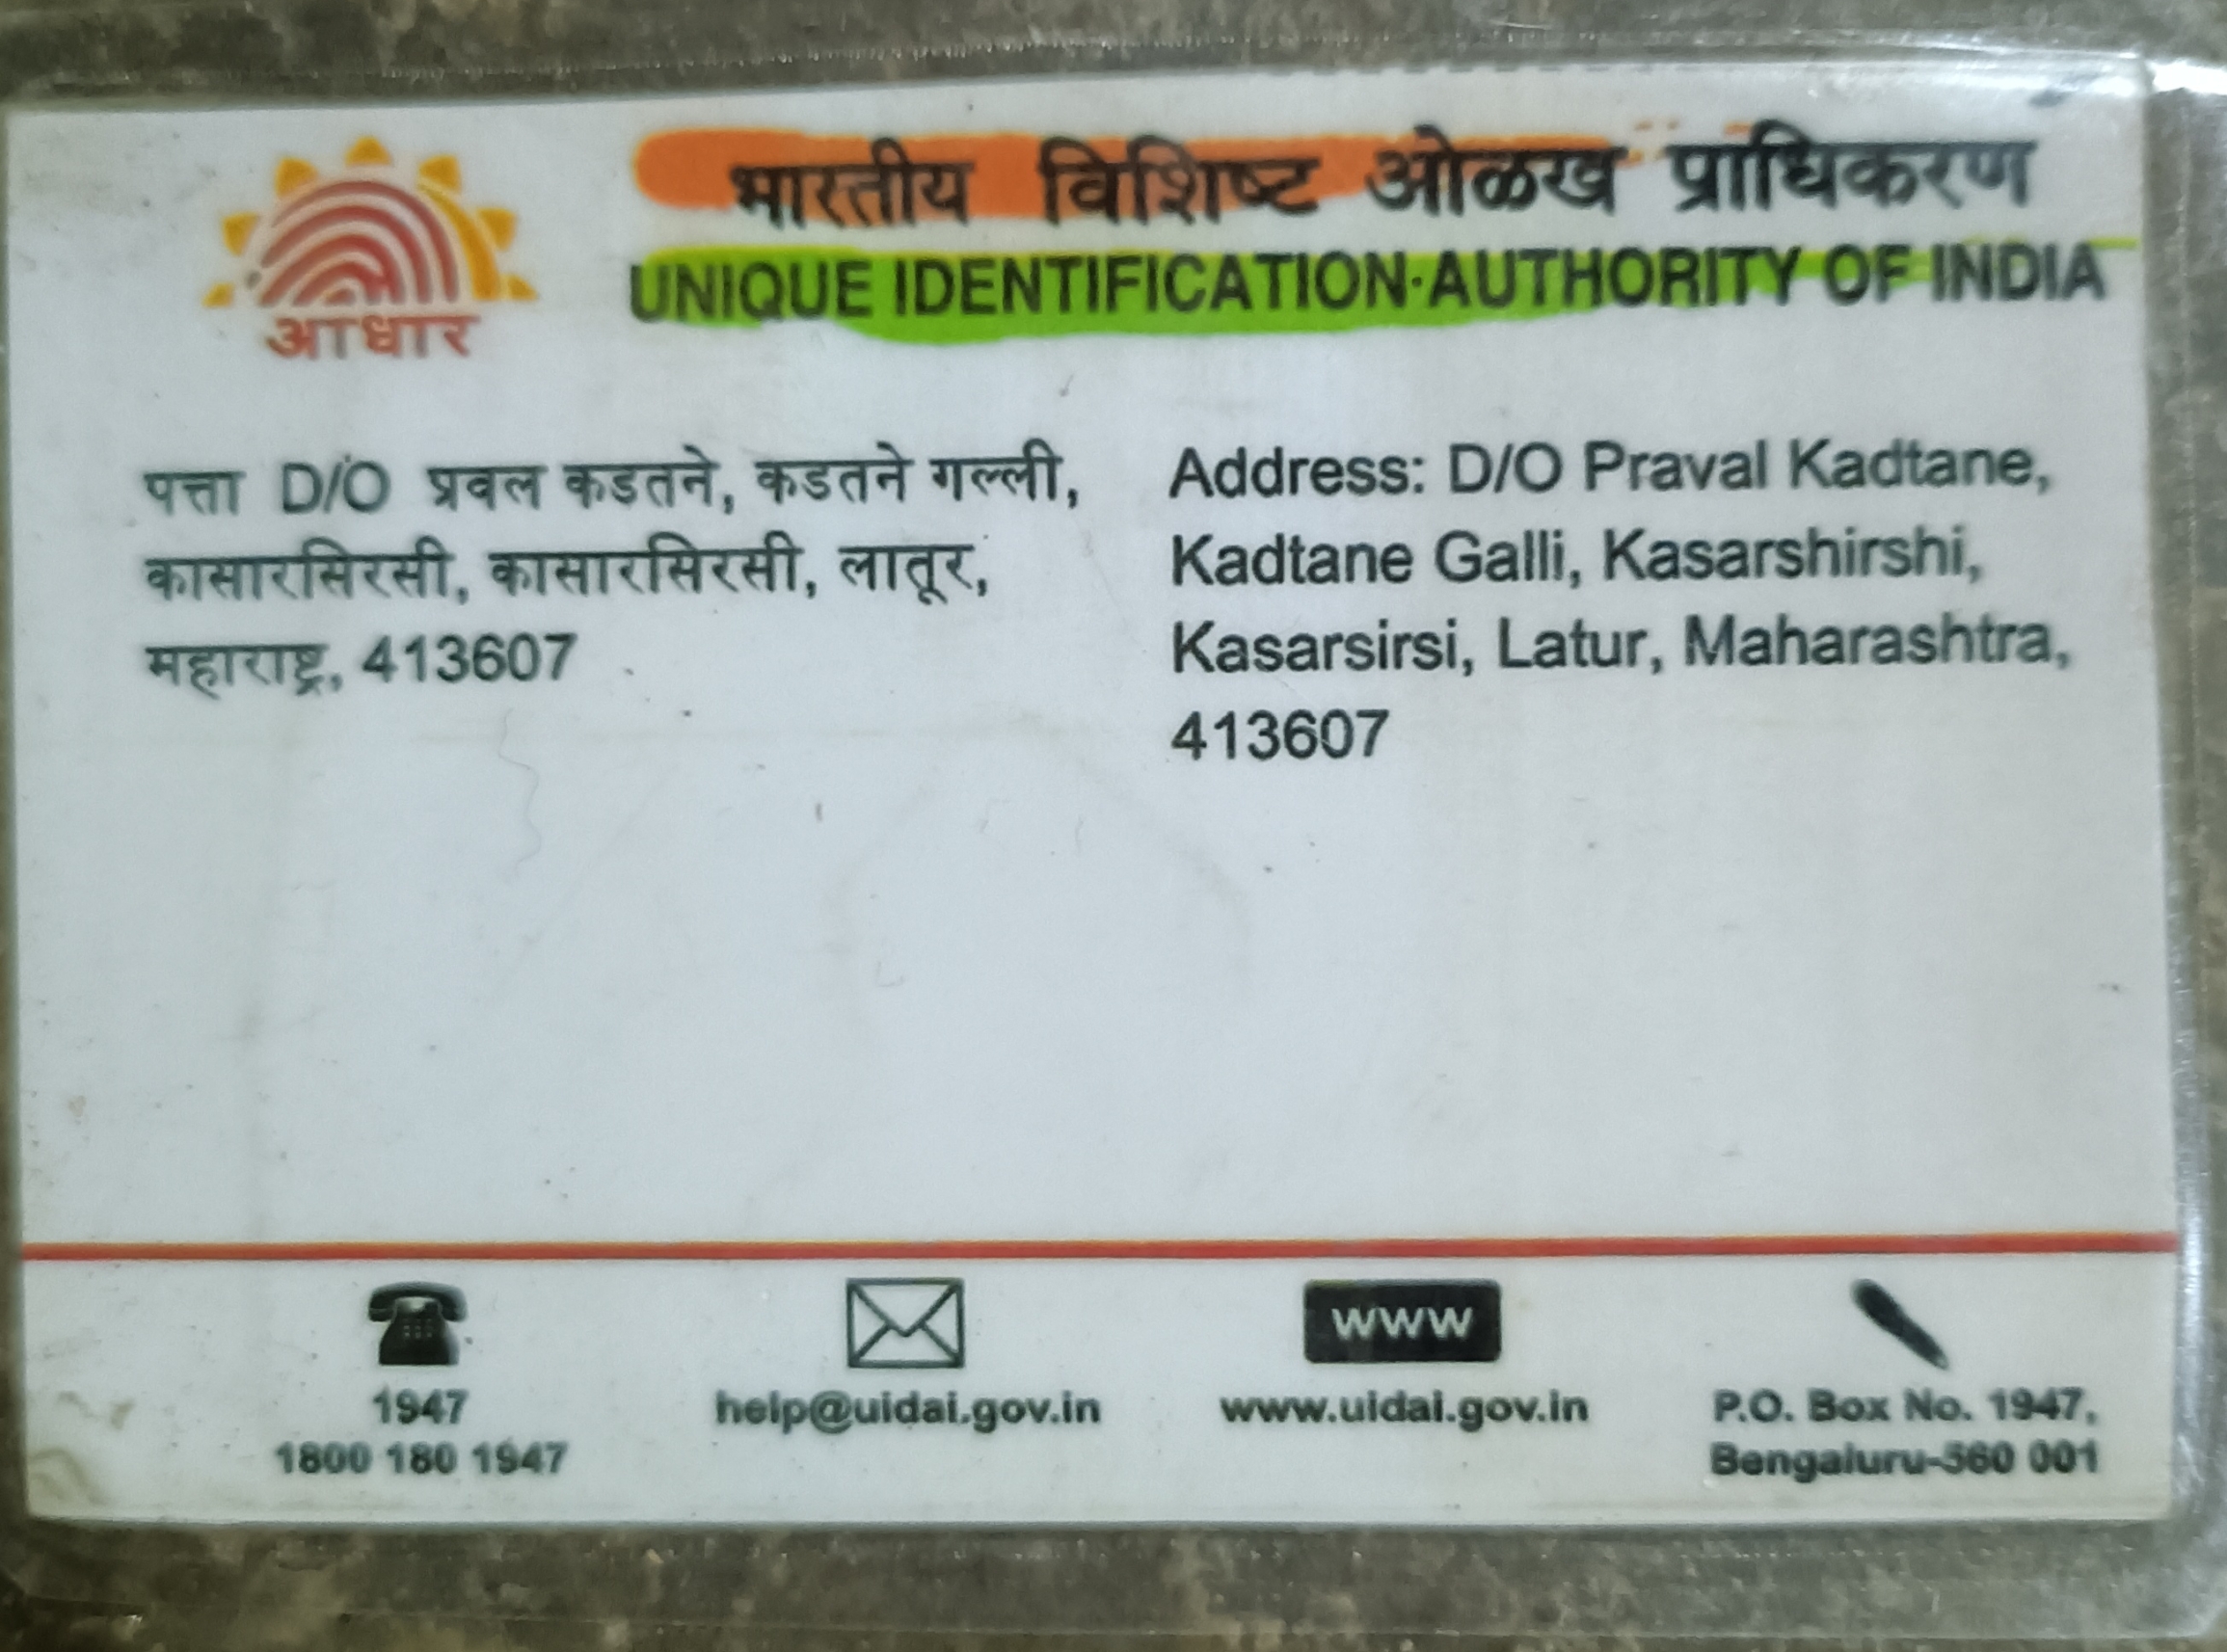 आधार
भारतीय विशिष्ट ओळख प्राधिकरण
UNIQUE IDENTIFICATION AUTHORITY OF INDIA
पत्ता D/O प्रवल कडतने, कडतने गल्ली,
कासारसिरसी, कासारसिरसी, लातूर,
महाराष्ट्र, 413607
Address: D/O Praval Kadtane,
Kadtane Galli, Kasarshirshi,
Kasarsirsi, Latur, Maharashtra,
413607
1947
1800 180 1947
help@uidai.gov.in
www
www.uidai.gov.in
P.O. Box No. 1947,
Bengaluru-560 001